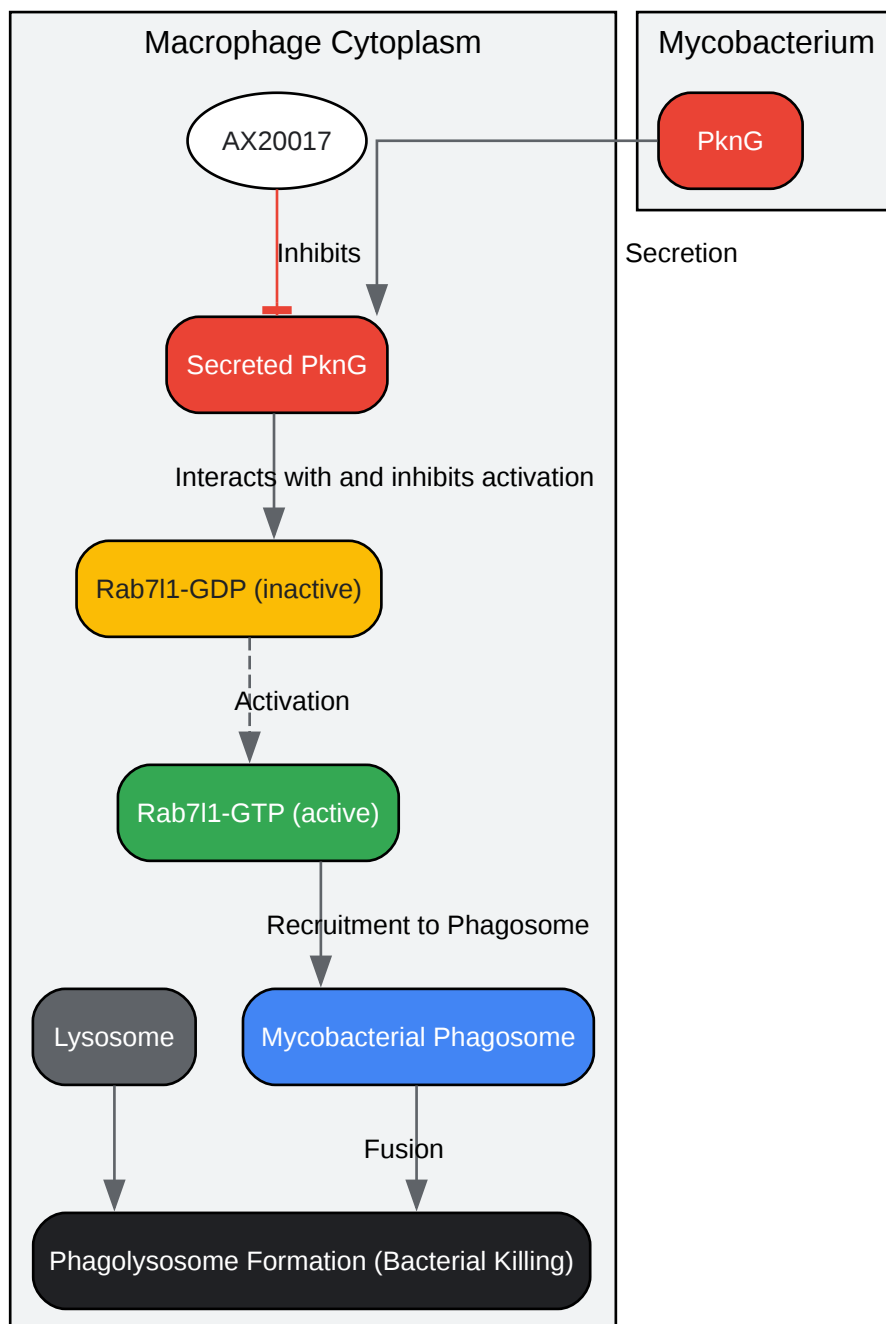 Macrophage Cytoplasm
Mycobacterium
AX20017
PknG
Inhibits
Secretion
Secreted PknG
Interacts with and inhibits activation
Rab7l1-GDP (inactive)
Activation
Rab7l1-GTP (active)
Recruitment to Phagosome
Lysosome
Mycobacterial Phagosome
Fusion
Phagolysosome Formation (Bacterial Killing)